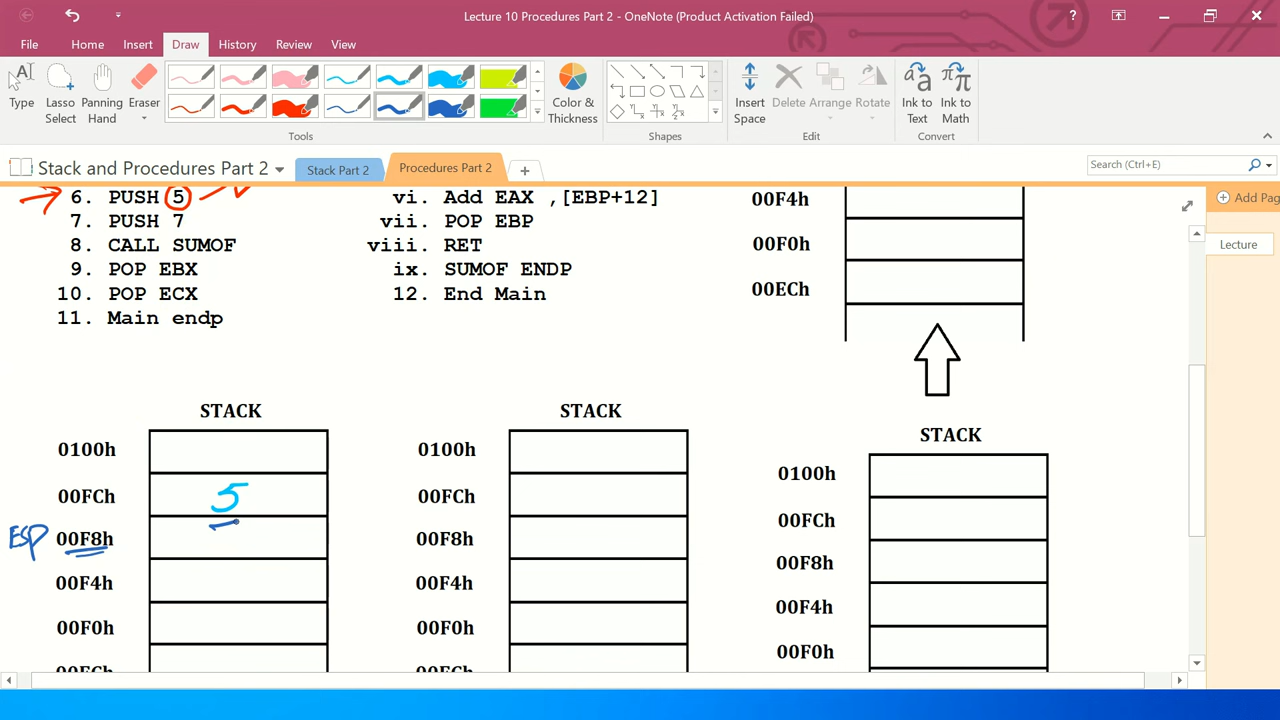 Lecture 10 Procedures Part 2 - OneNote (Product Activation Failed)
?
File Home Insert Draw History Review View
Type Lasso Select Panning Hand Eraser
Color & Thickness
Insert Space Delete Arrange Rotate Ink to Text Ink to Math
Tools Shapes Edit Convert
Stack and Procedures Part 2 Stack Part 2 Procedures Part 2 Search (Ctrl+E)
Add Pag
Lecture
6. PUSH 5
7. PUSH 7
8. CALL SUMOF
9. POP EBX
10. POP ECX
11. Main endp
vi. Add EAX ,[EBP+12]
vii. POP EBP
viii. RET
ix. SUMOF ENDP
12. End Main
00F4h
00F0h
00ECh
STACK
0100h
00FCh 5
ESP 00F8h
00F4h
00F0h
00ECh
STACK
0100h
00FCh
00F8h
00F4h
00F0h
00ECh
STACK
0100h
00FCh
00F8h
00F4h
00F0h